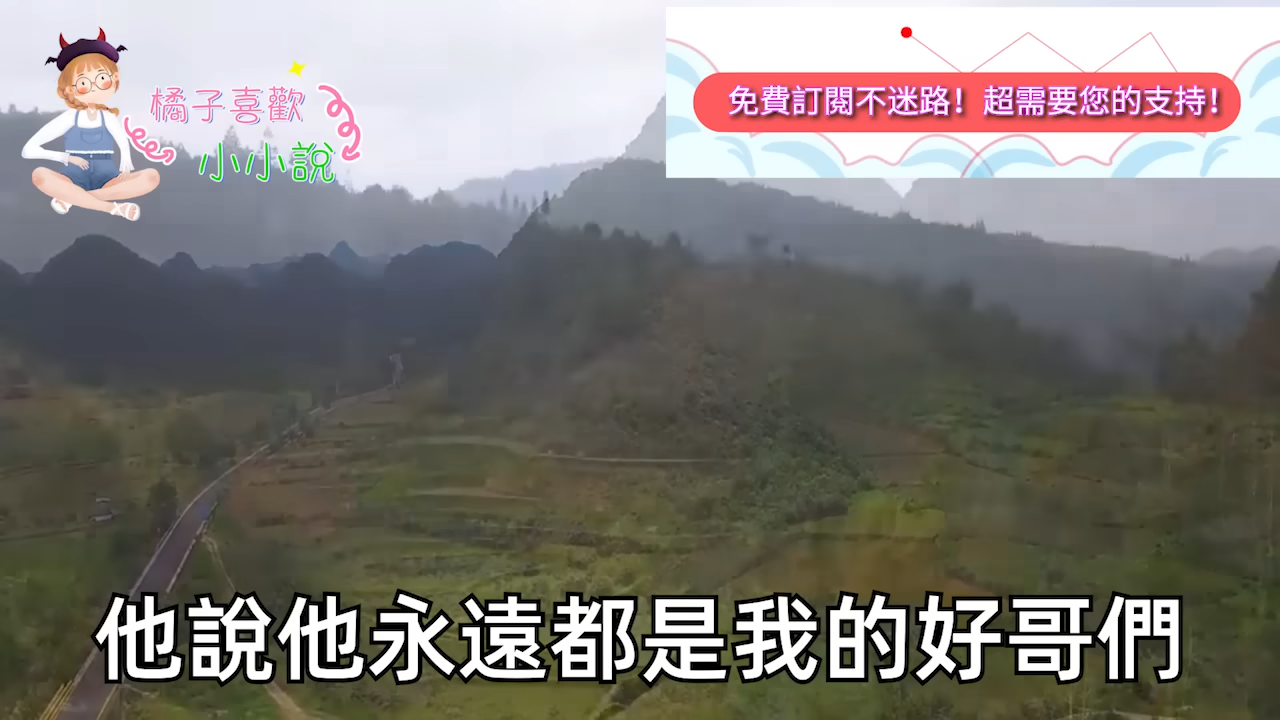 橘子喜歡
小小說
免費訂閱不迷路！超需要您的支持！
他說他永遠都是我的好哥們